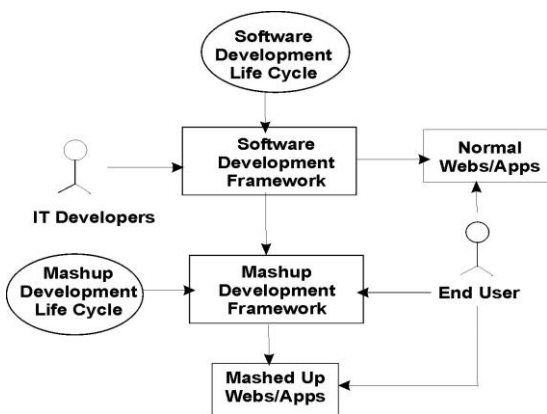 Software
Development
Life Cycle
Software
Development
Framework
Normal
Webs/Apps
IT Developers
Mashup
Development
Life Cycle
Mashup
Development
Framework
End User
Mashed Up
Webs/Apps